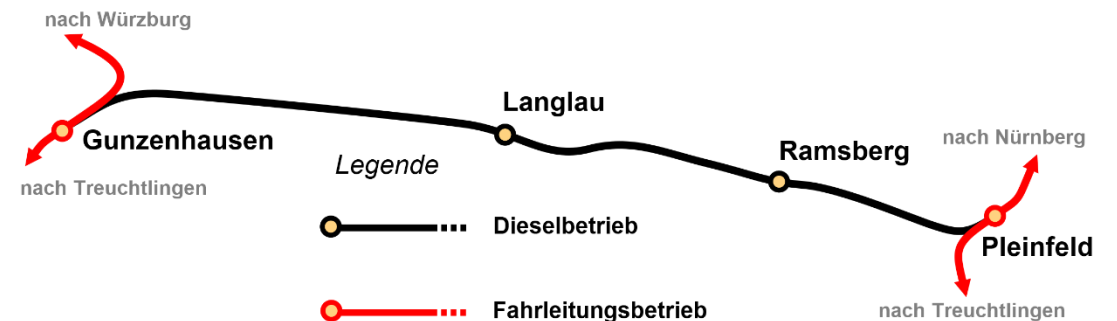 nach Würzburg
Langlau
Gunzenhausen
nach Treuchtlingen
Legende
Ramsberg
nach Nürnberg
Dieselbetrieb
Pleinfeld
Fahrleitungsbetrieb
nach Treuchtlingen